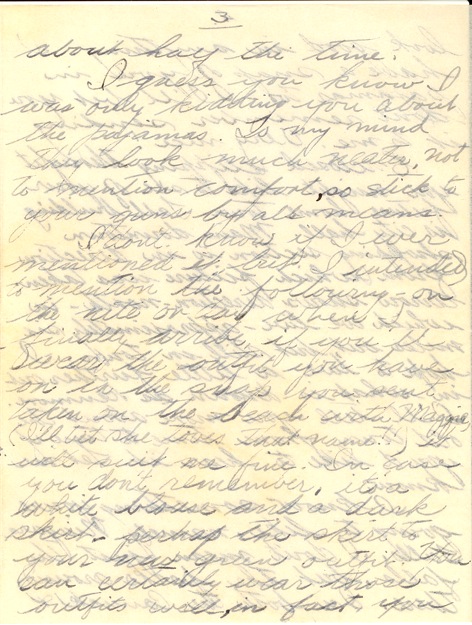 3
about half the time.
I guess you know I
was only kidding you about
the pajamas. To my mind
they look much neater, not
to mention comfort, so stick to
your guns by all means.
I don't know if I ever
mentioned it but I intended
to mention the following on
the nite or day where I
finally arrive, if you'll
wear the outfit you have
on in the snap you sent
taken on the beach with Maggie
(I'll bet she loves that name!!) it
will suit me fine. In case
you don't remember, it's a
white blouse and a dark
skirt - perhap the skirt to
your new green outfit. You
can certainly wear those
outfits well, in fact you